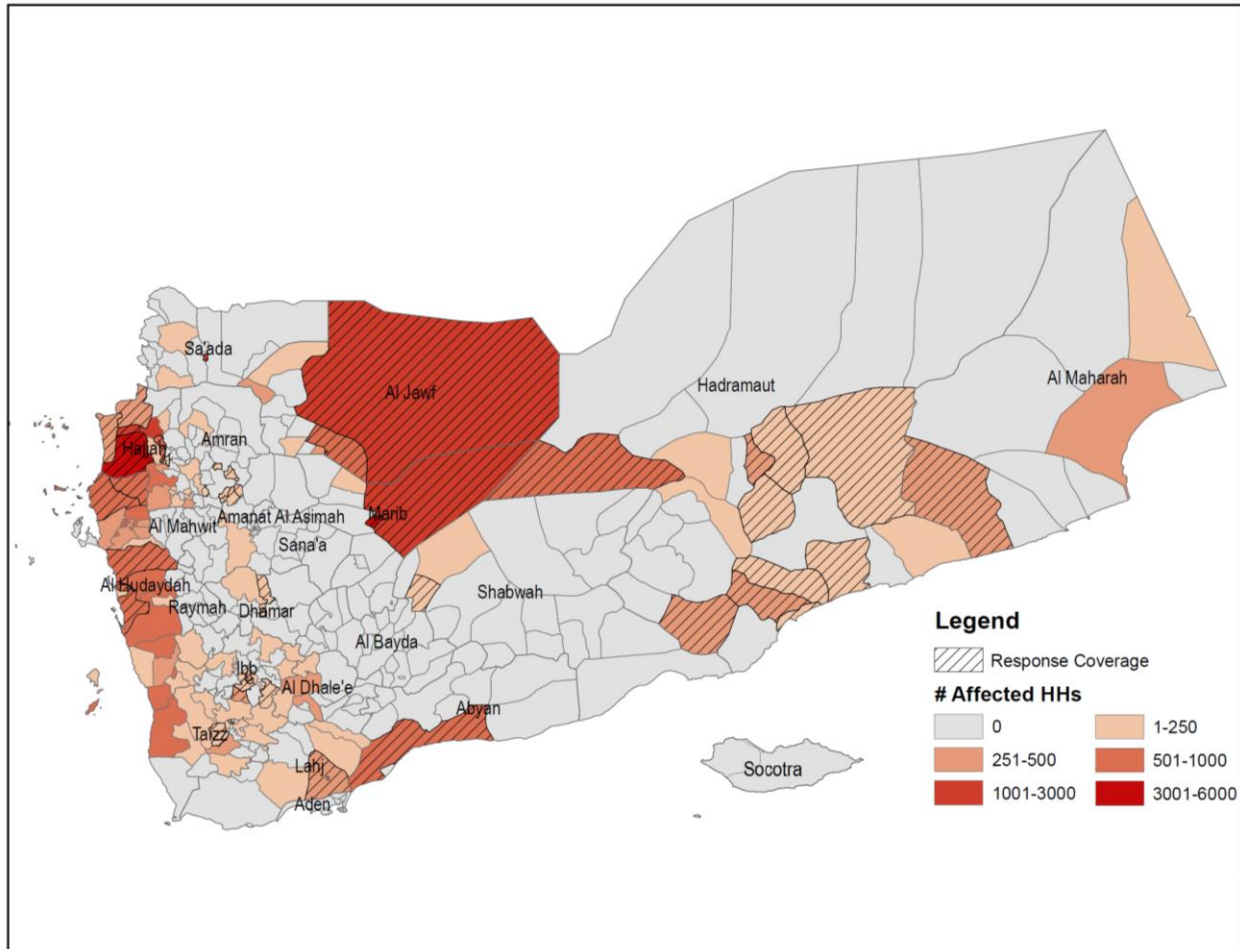 Sa'ada
Al Jawf
Hadramaut
Al Maharah
Hajjah
Amran
Marib
Al Mahwit
Amanat Al Asimah
Sana'a
Al Hudaydah
Raymah
Dhamar
Shabwah
Al Bayda
Ibb
Al Dhale'e
Abyan
Taizz
Lahj
Aden
Socotra
Legend
Response Coverage
# Affected HHs
0
1-250
251-500
501-1000
1001-3000
3001-6000